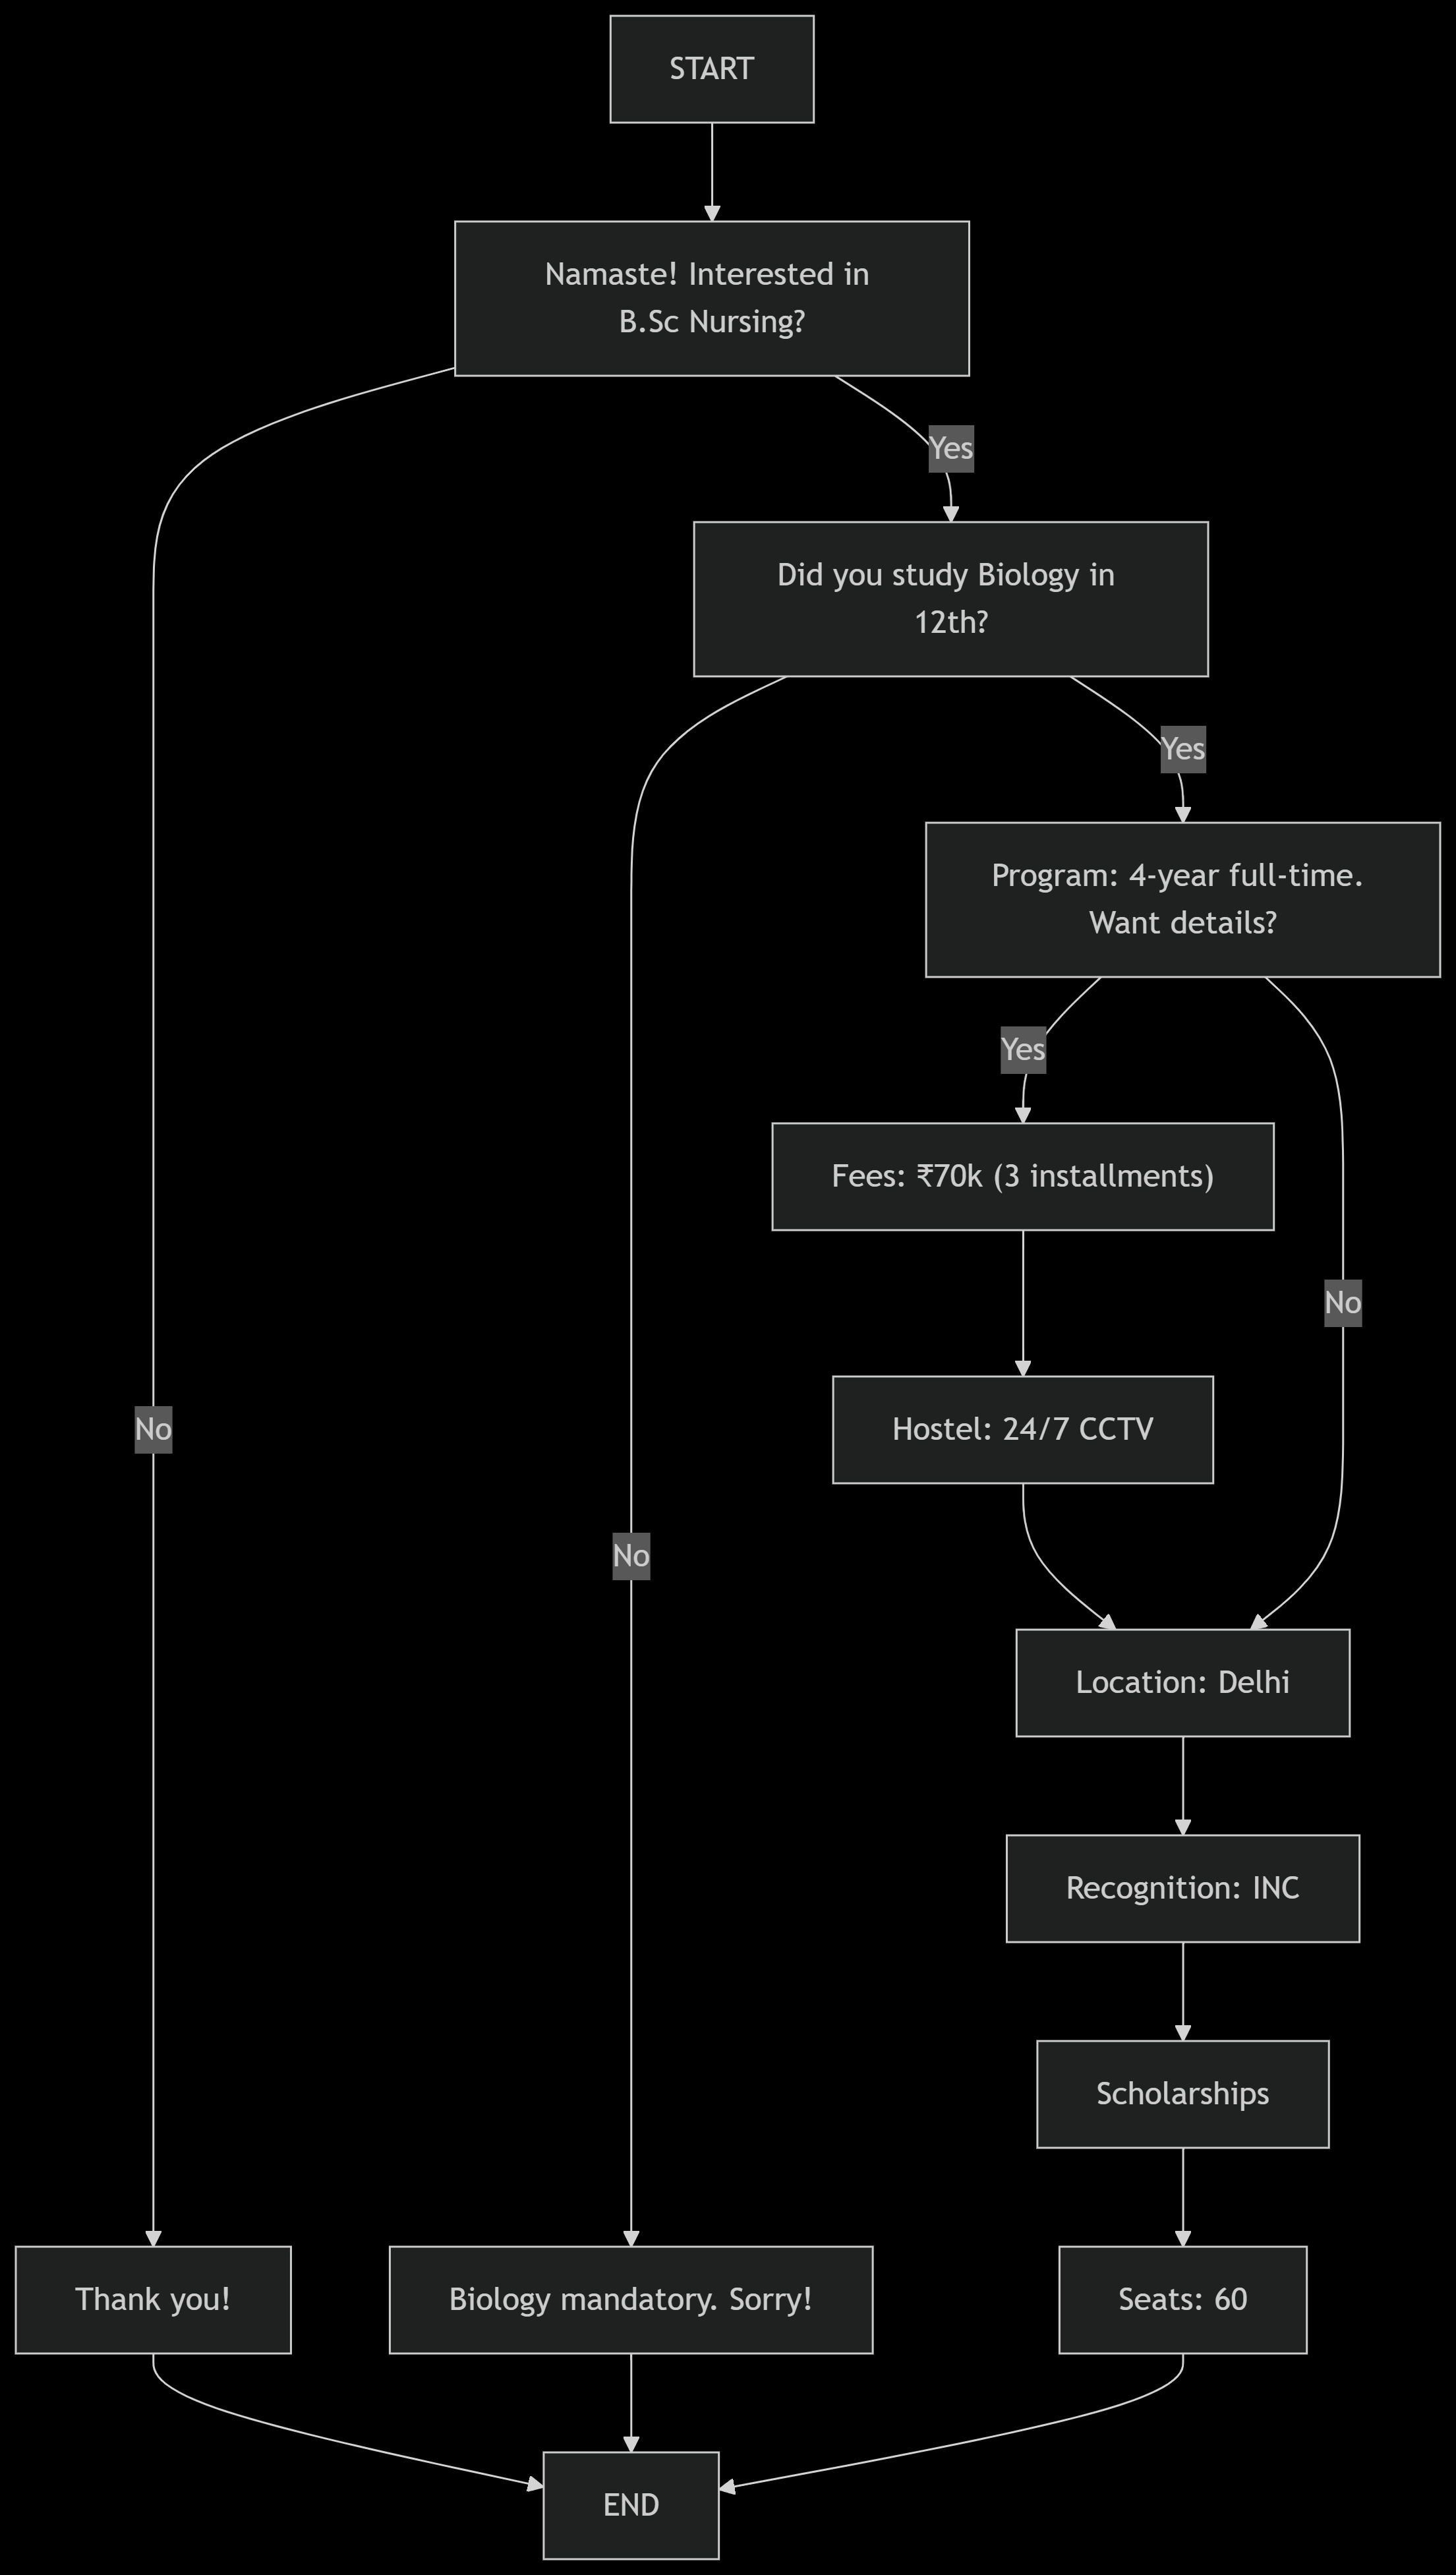 START
Namaste! Interested in
B.Sc Nursing?
Yes
Did you study Biology in
12th?
Yes
Program: 4-year full-time.
Want details?
Yes
Fees: ₹70k (3 installments)
No
Hostel: 24/7 CCTV
No
No
Location: Delhi
Recognition: INC
Scholarships
Thank you!
Biology mandatory. Sorry!
Seats: 60
END